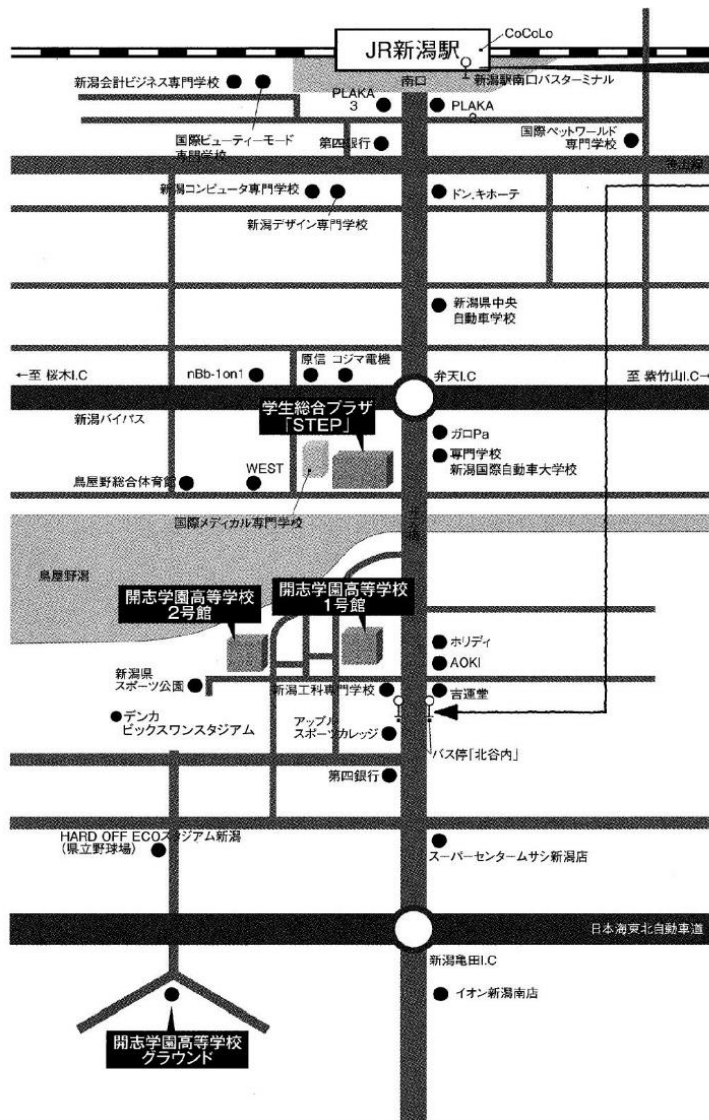 JR新潟駅
CoCoLo
南口
新潟駅南口バスターミナル
新潟会計ビジネス専門学校
PLAKA
3
PLAKA
2
国際ビューティーモード
専門学校
第四銀行
国際ペットワールド
専門学校
新潟コンピュータ専門学校
ドン.キホーテ
新潟デザイン専門学校
新潟県中央
自動車学校
←至 桜木I.C
nBb-1on1
原信
コジマ電機
弁天I.C
至 紫竹山I.C→
新潟バイパス
学生総合プラザ
「STEP」
ガロPa
専門学校
新潟国際自動車大学校
鳥屋野総合体育館
WEST
国際メディカル専門学校
鳥屋野潟
開志学園高等学校
2号館
開志学園高等学校
1号館
ホリディ
AOKI
新潟県
スポーツ公園
新潟工科専門学校
吉運堂
デンカ
ビックスワンスタジアム
アップル
スポーツカレッジ
バス停「北谷内」
第四銀行
HARD OFF ECOスタジアム新潟
(県立野球場)
スーパーセンタームサシ新潟店
日本海東北自動車道
新潟亀田I.C
イオン新潟南店
開志学園高等学校
グラウンド